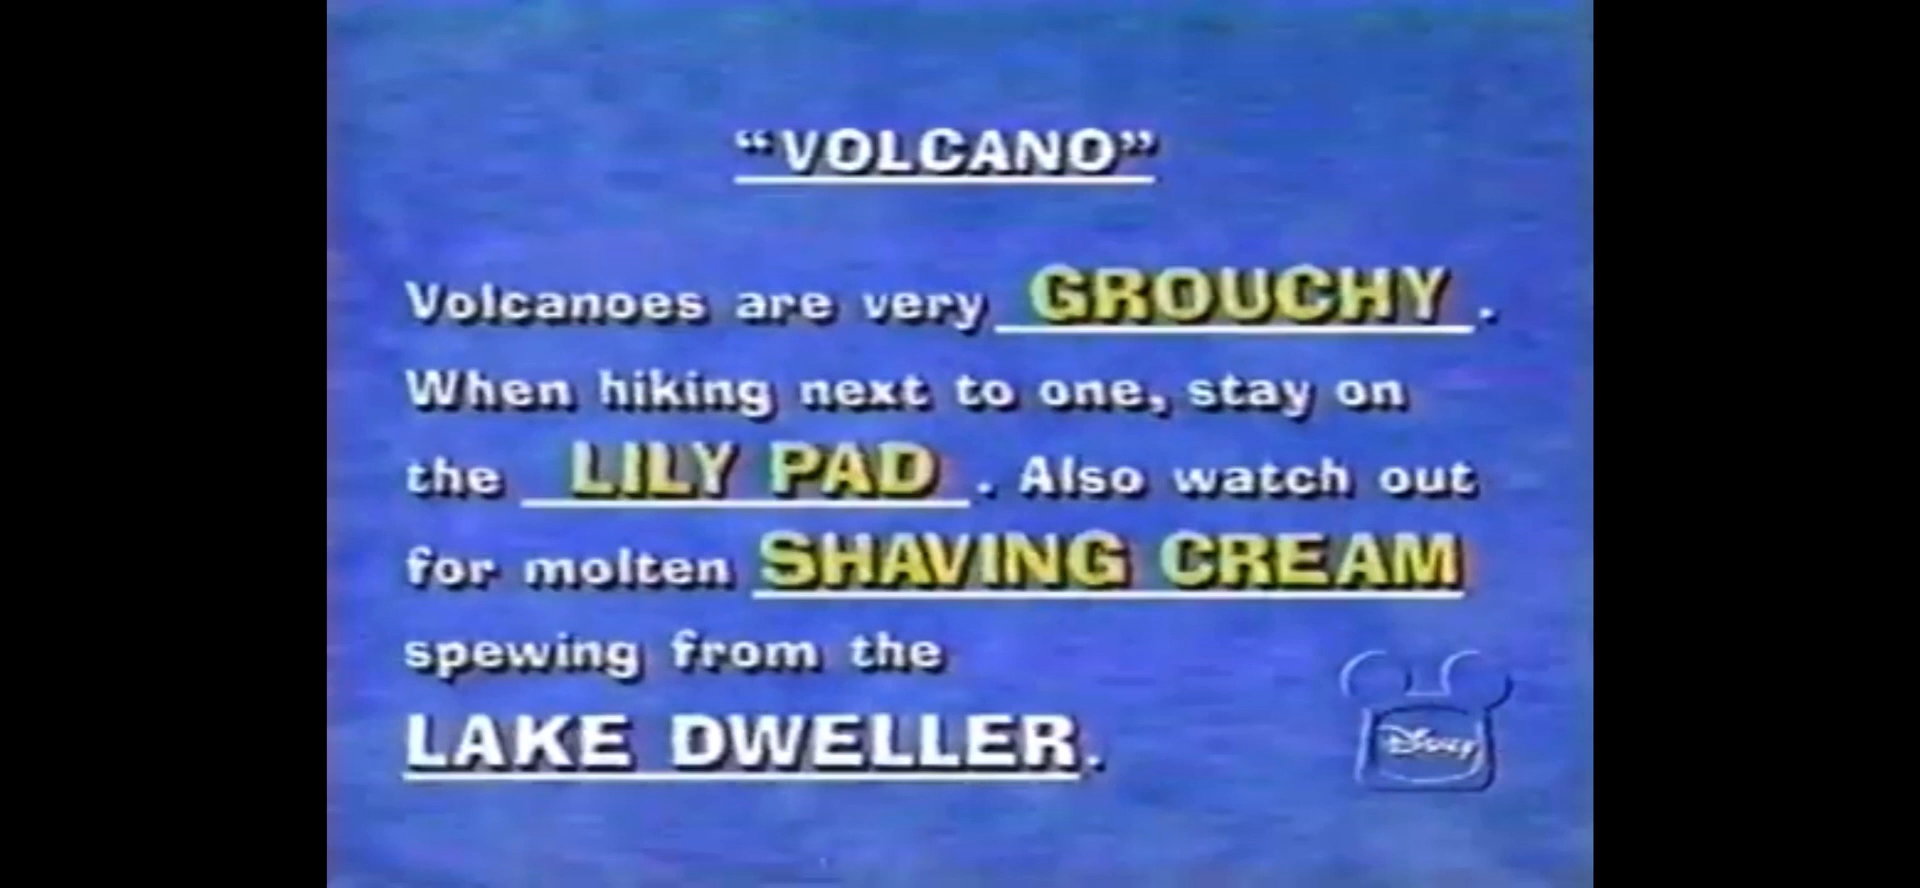 “VOLCANO”
Volcanoes are very GROUCHY.
When hiking next to one, stay on
the LILY PAD. Also watch out
for molten SHAVING CREAM
spewing from the
LAKE DWELLER.
Disney